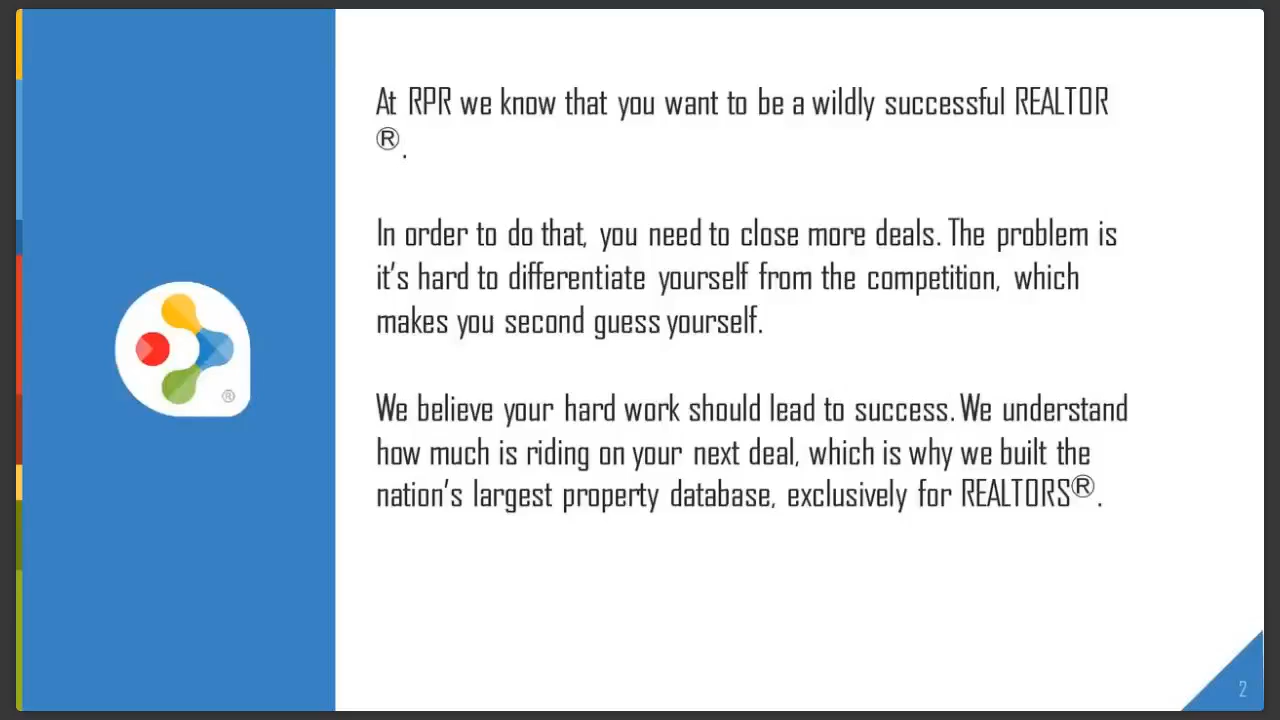 At RPR we know that you want to be a wildly successful REALTOR
®.
In order to do that, you need to close more deals. The problem is
it's hard to differentiate yourself from the competition, which
makes you second guess yourself.
We believe your hard work should lead to success. We understand
how much is riding on your next deal, which is why we built the
nation's largest property database, exclusively for REALTORS®.
®
2